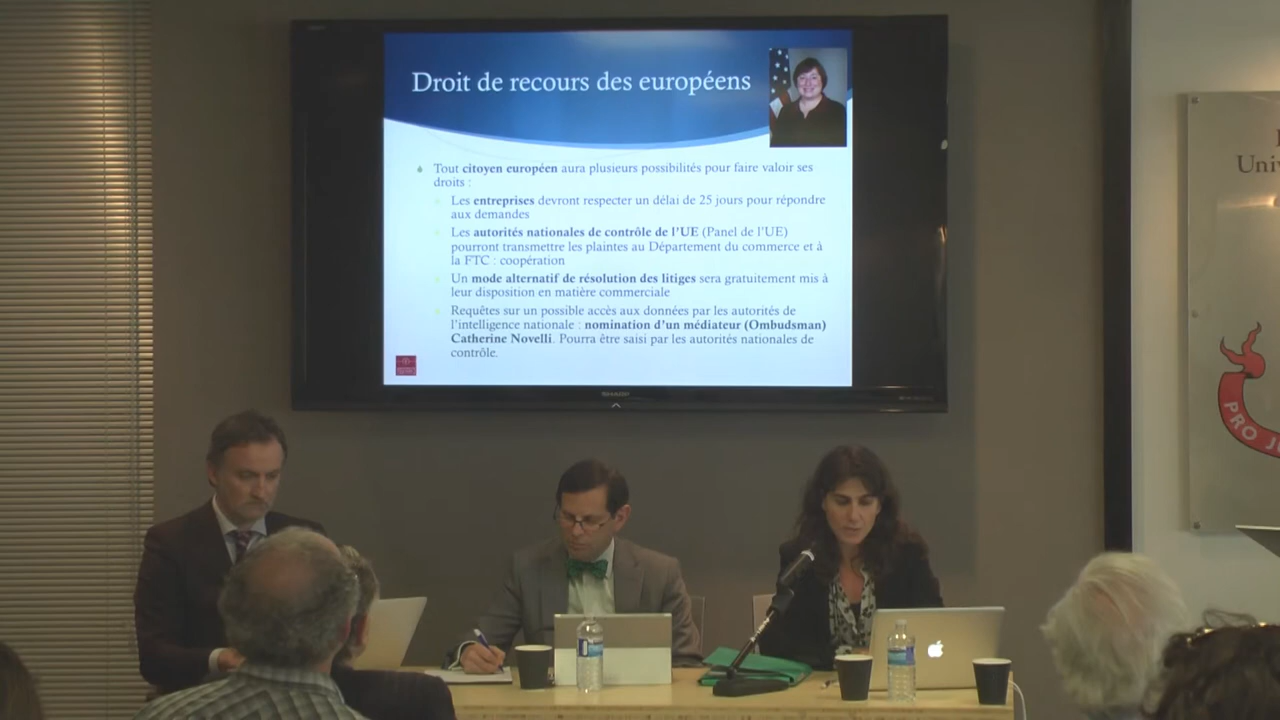 Droit de recours des européens
Tout citoyen européen aura plusieurs possibilités pour faire valoir ses
droits :
Les entreprises devront respecter un délai de 25 jours pour répondre
aux demandes
Les autorités nationales de contrôle de l'UE (Panel de l'UE)
pourront transmettre les plaintes au Département du commerce et à
la FTC : coopération
Un mode alternatif de résolution des litiges sera gratuitement mis à
leur disposition en matière commerciale
Requêtes sur un possible accès aux données par les autorités de
l'intelligence nationale : nomination d'un médiateur (Ombudsman)
Catherine Novelli. Pourra être saisi par les autorités nationales de
contrôle.
SHARP
PRO